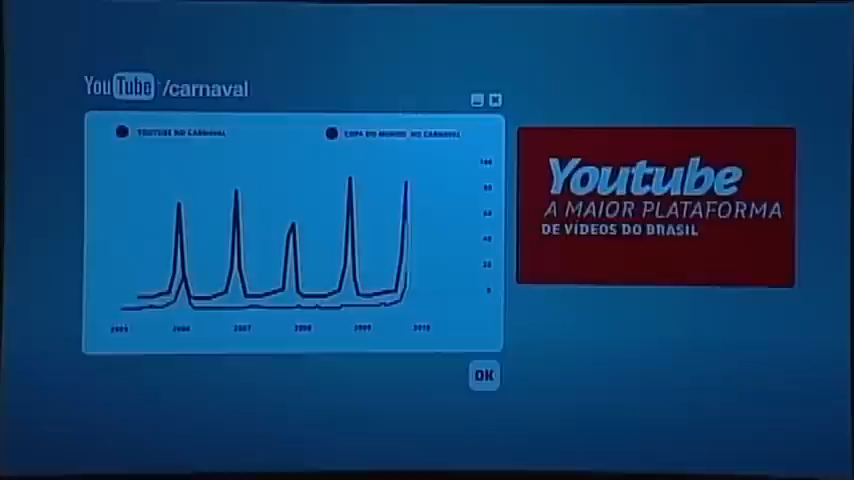 YouTube /carnaval
YOUTUBE NO CARNAVAL
COPA DO MUNDO NO CARNAVAL
100
80
60
40
20
0
2005 2006 2007 2008 2009 2010
OK
Youtube
A MAIOR PLATAFORMA
DE VÍDEOS DO BRASIL